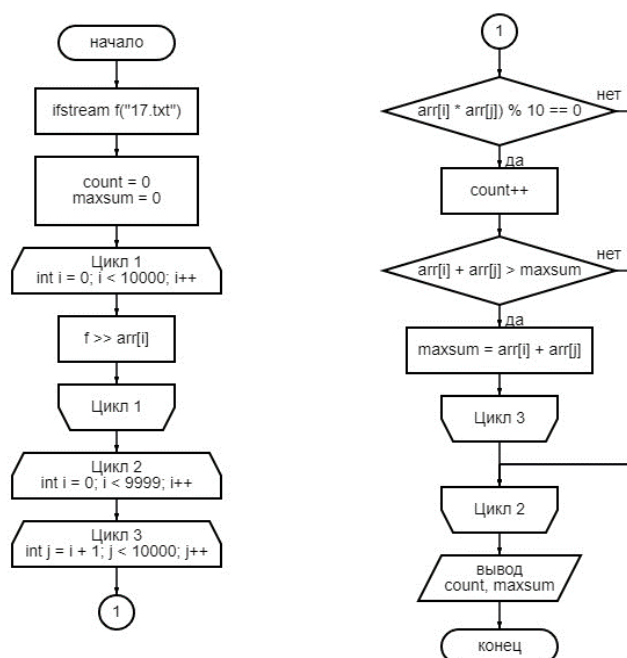 начало
ifstream f("17.txt")
count = 0
maxsum = 0
Цикл 1
int i = 0; i < 10000; i++
f >> arr[i]
Цикл 1
Цикл 2
int i = 0; i < 9999; i++
Цикл 3
int j = i + 1; j < 10000; j++
1
1
arr[i] * arr[j]) % 10 == 0
нет
да
count++
arr[i] + arr[j] > maxsum
нет
да
maxsum = arr[i] + arr[j]
Цикл 3
Цикл 2
вывод
count, maxsum
конец